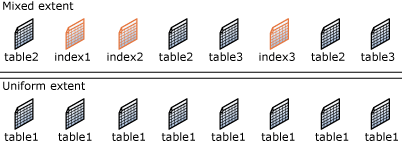 Mixed extent
table2 index1 index2 table2 table3 index3 table2 table3
Uniform extent
table1 table1 table1 table1 table1 table1 table1 table1